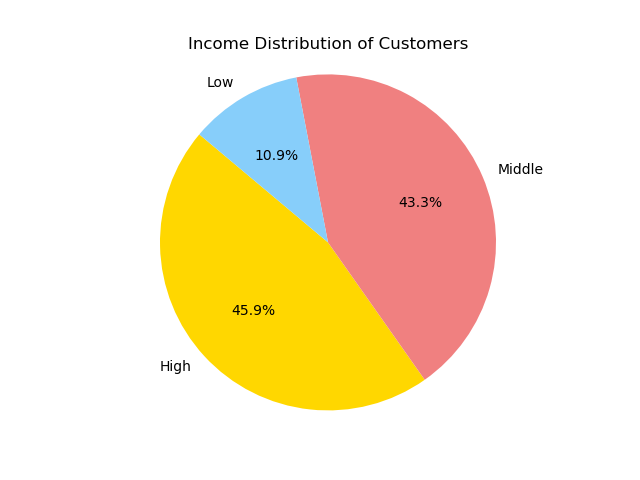 Income Distribution of Customers
Low
10.9%
Middle
43.3%
45.9%
High